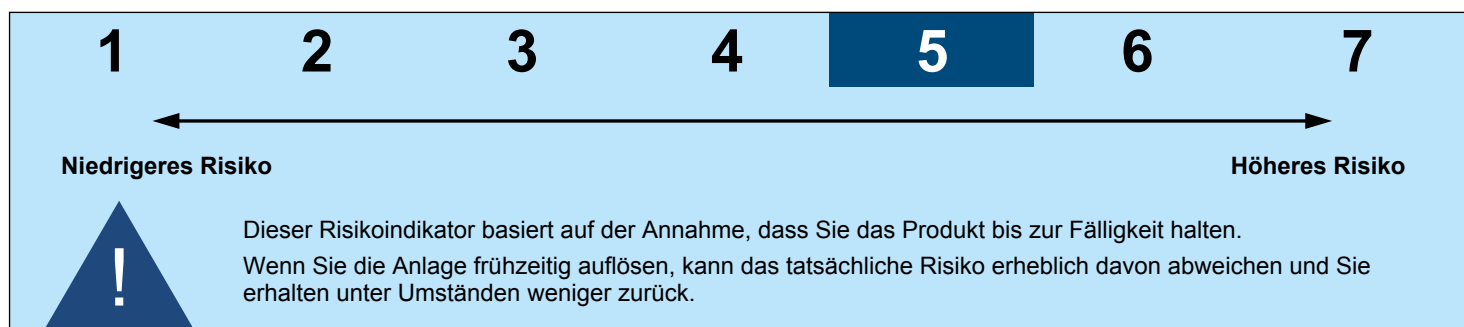 1 2 3 4 5 6 7
Niedrigeres Risiko Höheres Risiko
!
Dieser Risikoindikator basiert auf der Annahme, dass Sie das Produkt bis zur Fälligkeit halten.
Wenn Sie die Anlage frühzeitig auflösen, kann das tatsächliche Risiko erheblich davon abweichen und Sie
erhalten unter Umständen weniger zurück.